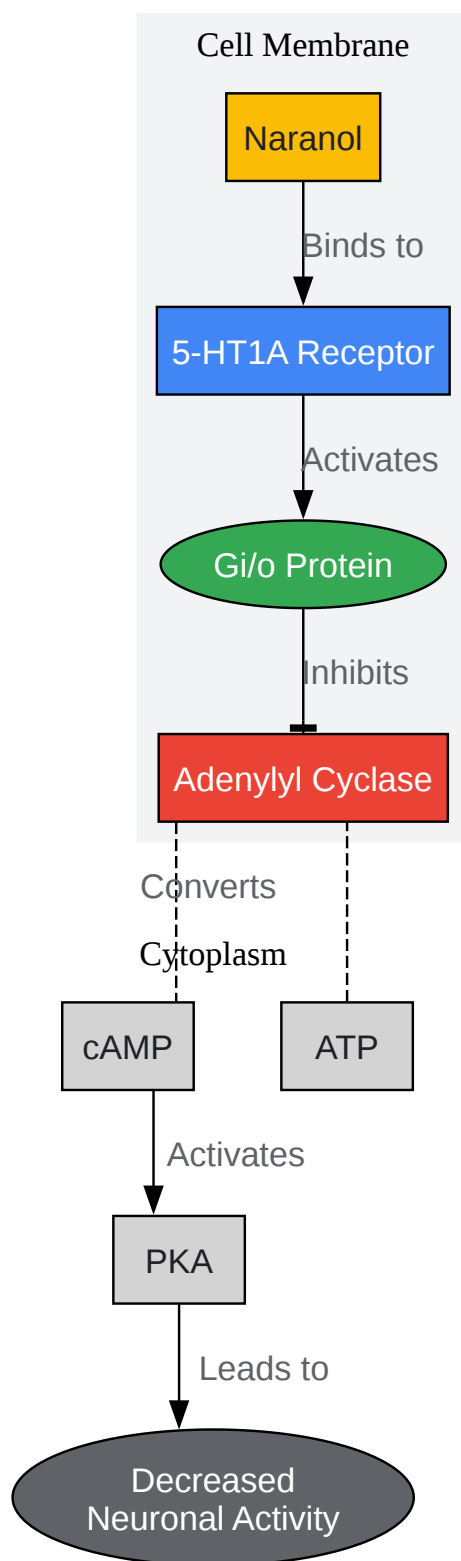 Cell Membrane
Naranol
Binds to
5-HT1A Receptor
Activates
Gi/o Protein
Inhibits
Adenylyl Cyclase
Converts
Cytoplasm
cAMP
ATP
Activates
PKA
Leads to
Decreased
Neuronal Activity